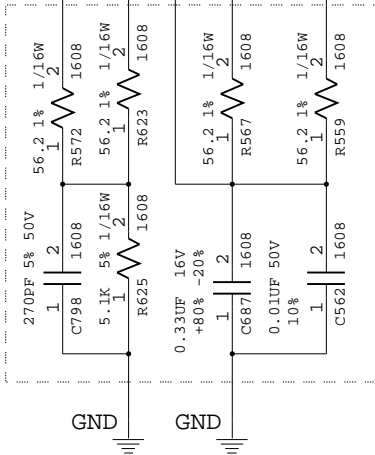 56.2 1% 1/16W
1 2
R572 1608
56.2 1% 1/16W
1 2
R623 1608
56.2 1% 1/16W
1 2
R567 1608
56.2 1% 1/16W
1 2
R559 1608
270PF 5% 50V
1 2
C798 1608
5.1K 5% 1/16W
1 2
R625 1608
0.33UF 16V
+80% -20%
1 2
C687 1608
0.01UF 50V
10%
1 2
C562 1608
GND
GND